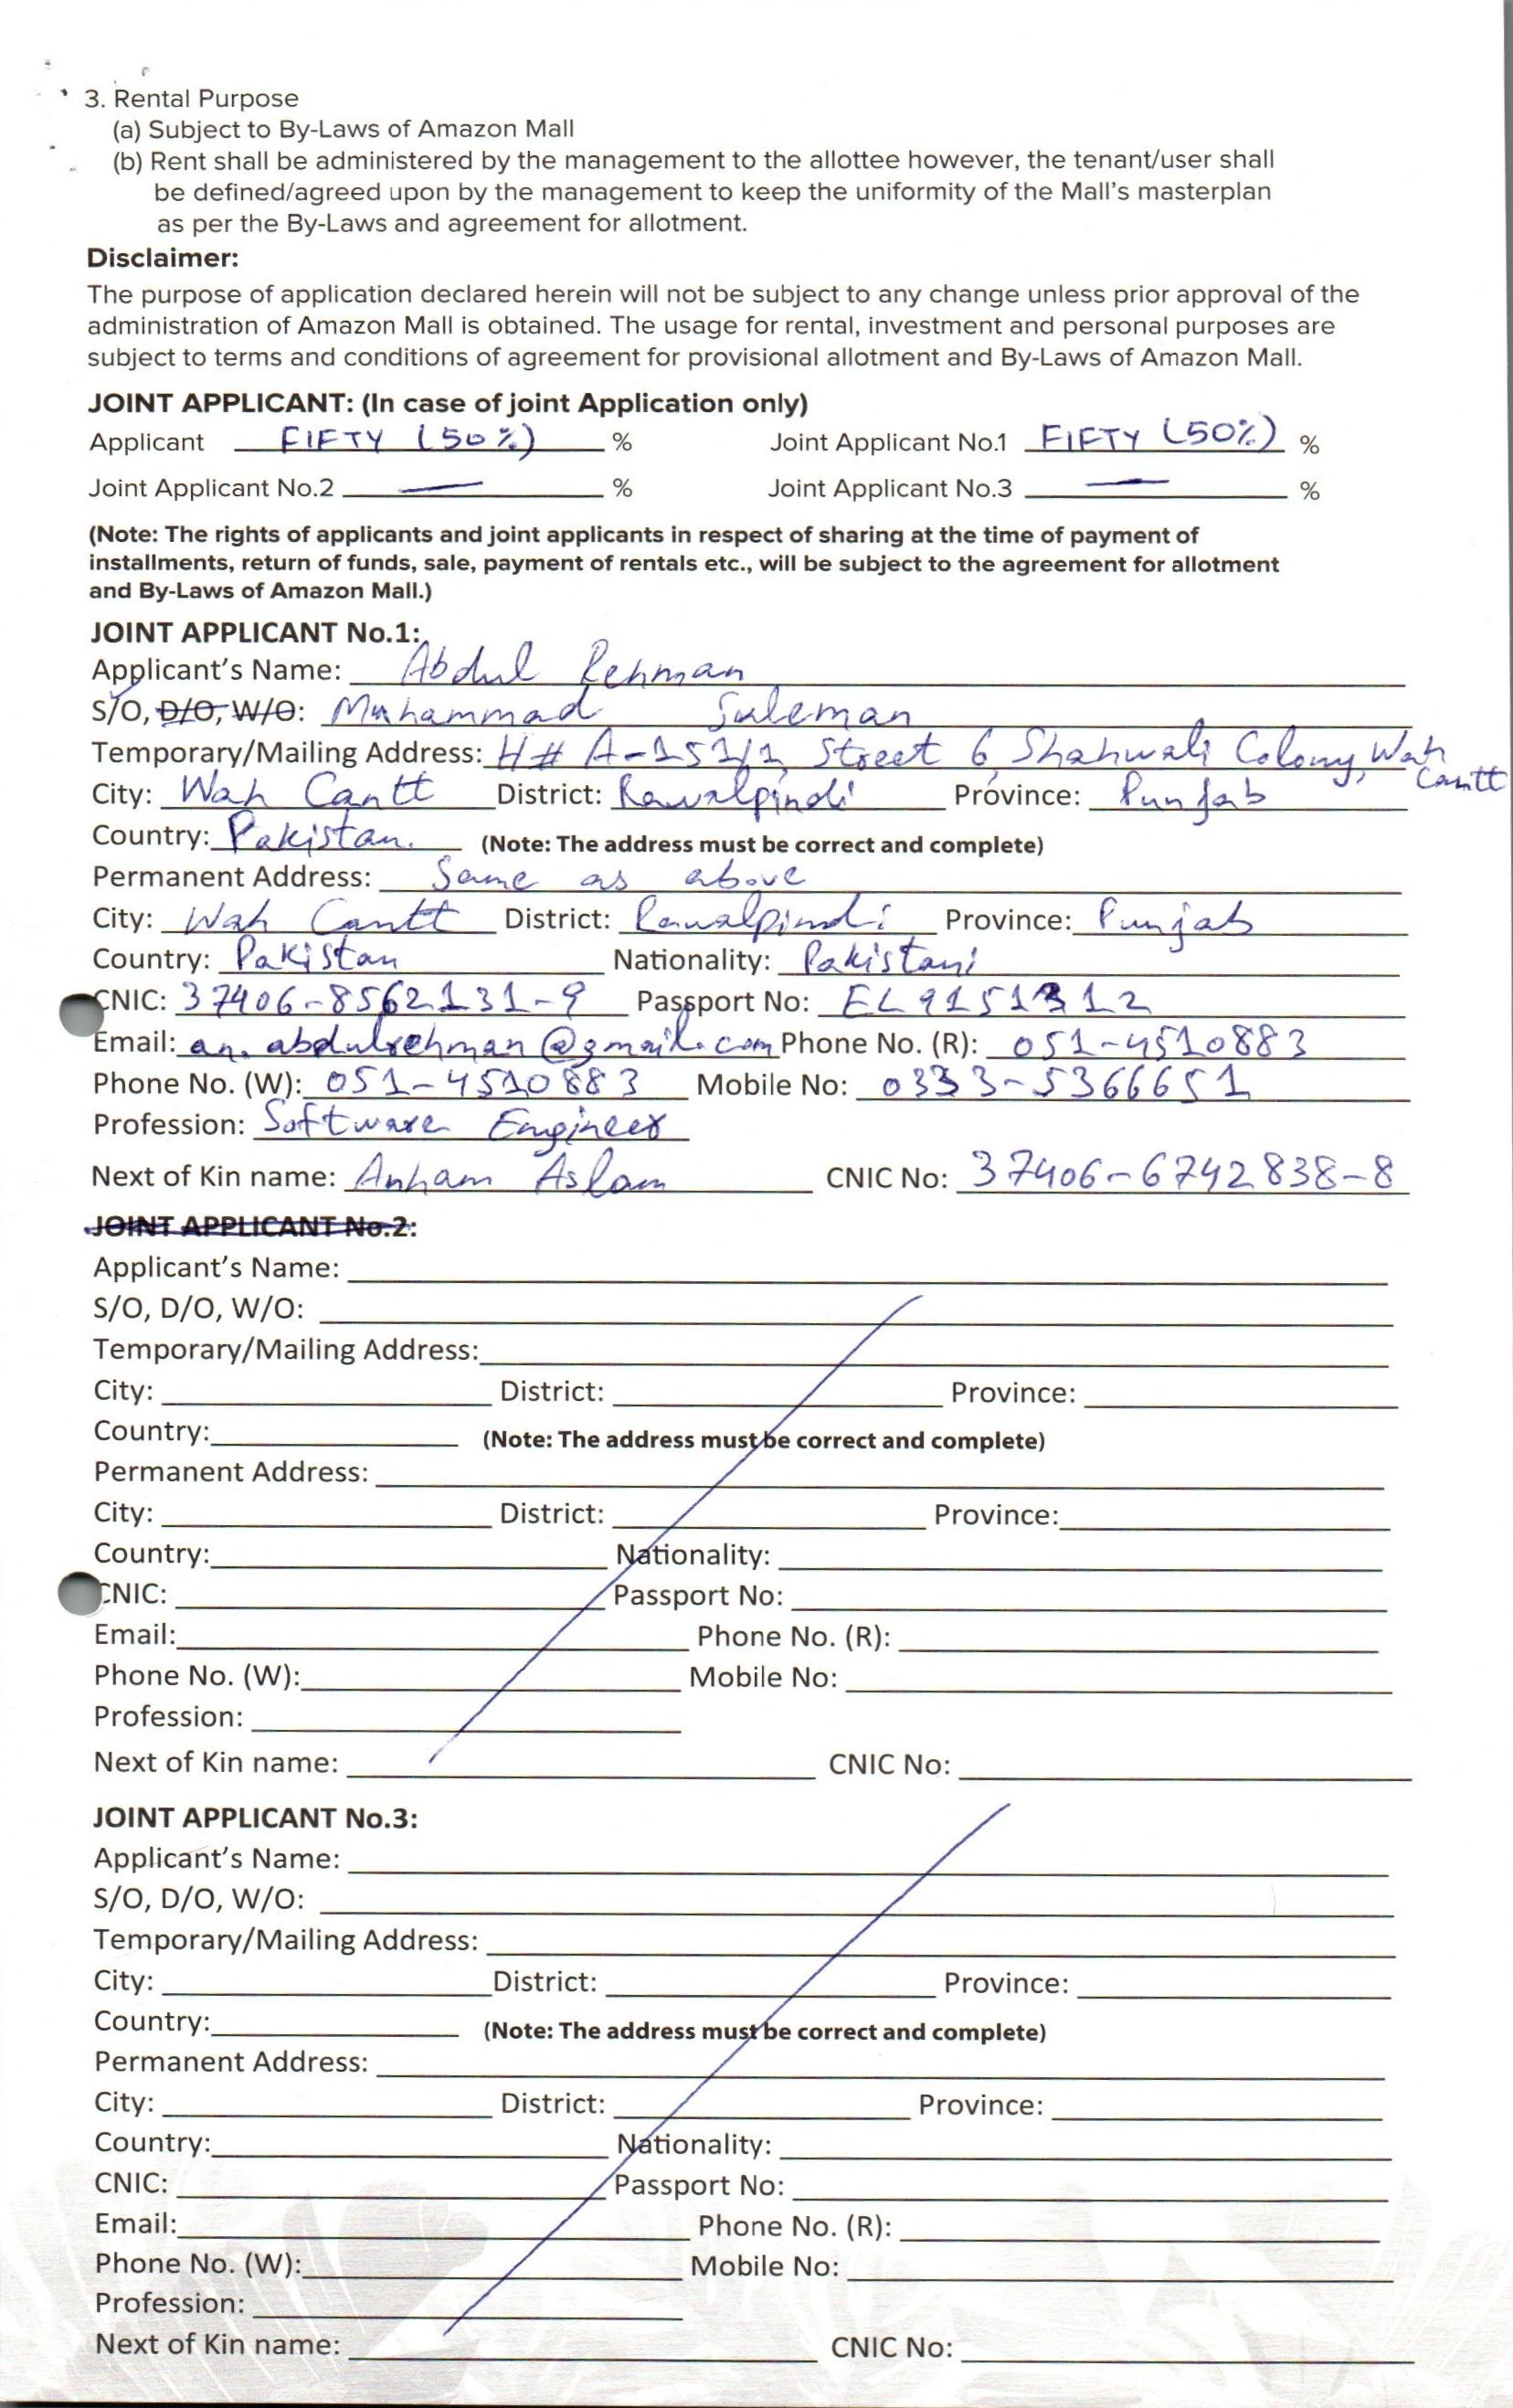 3. Rental Purpose
(a) Subject to By-Laws of Amazon Mall
(b) Rent shall be administered by the management to the allottee however, the tenant/user shall
be defined/agreed upon by the management to keep the uniformity of the Mall's masterplan
as per the By-Laws and agreement for allotment.
Disclaimer:
The purpose of application declared herein will not be subject to any change unless prior approval of the
administration of Amazon Mall is obtained. The usage for rental, investment and personal purposes are
subject to terms and conditions of agreement for provisional allotment and By-Laws of Amazon Mall.
JOINT APPLICANT: (In case of joint Application only)
Applicant FIFTY (50%) % Joint Applicant No.1 FIFTY (50%) %
Joint Applicant No.2 — % Joint Applicant No.3 — %
(Note: The rights of applicants and joint applicants in respect of sharing at the time of payment of
installments, return of funds, sale, payment of rentals etc., will be subject to the agreement for allotment
and By-Laws of Amazon Mall.)
JOINT APPLICANT No.1:
Applicant's Name: Abdul Rehman
S/O, D/O, W/O: Muhammad Suleman
Temporary/Mailing Address: H# A-151/1, Street 6, Shahwali Colony, Wah Cantt
City: Wah Cantt District: Rawalpindi Province: Punjab
Country: Pakistan. (Note: The address must be correct and complete)
Permanent Address: Same as above
City: Wah Cantt District: Rawalpindi Province: Punjab
Country: Pakistan Nationality: Pakistani
CNIC: 37406-8562131-9 Passport No: EL9151312
Email: an.abdulrehman@gmail.com Phone No. (R): 051-4510883
Phone No. (W): 051-4510883 Mobile No: 0333-5366651
Profession: Software Engineer
Next of Kin name: Anham Aslam CNIC No: 37406-6742838-8
JOINT APPLICANT No.2:
Applicant's Name:
S/O, D/O, W/O:
Temporary/Mailing Address:
City: District: Province:
Country: (Note: The address must be correct and complete)
Permanent Address:
City: District: Province:
Country: Nationality:
CNIC: Passport No:
Email: Phone No. (R):
Phone No. (W): Mobile No:
Profession:
Next of Kin name: CNIC No:
JOINT APPLICANT No.3:
Applicant's Name:
S/O, D/O, W/O:
Temporary/Mailing Address:
City: District: Province:
Country: (Note: The address must be correct and complete)
Permanent Address:
City: District: Province:
Country: Nationality:
CNIC: Passport No:
Email: Phone No. (R):
Phone No. (W): Mobile No:
Profession:
Next of Kin name: CNIC No: